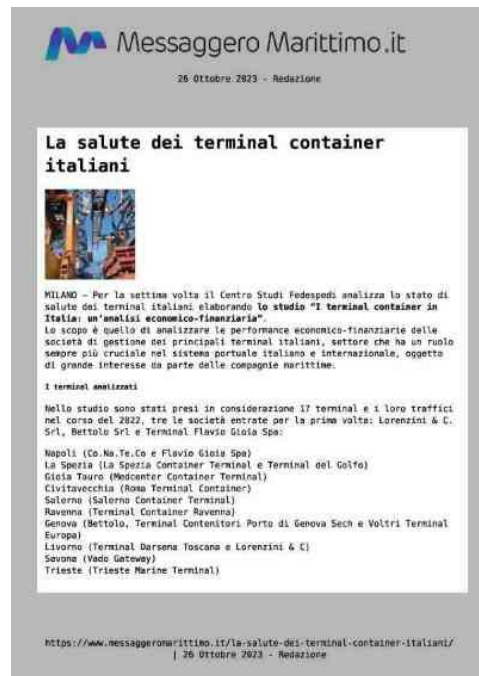 Messaggero Marittimo.it
26 Ottobre 2023 - Redazione
La salute dei terminal container
italiani
MILANO – Per la settima volta il Centro Studi Fedespedi analizza lo stato di
salute dei terminal italiani elaborando lo studio "I terminal container in
Italia: un'analisi economico-finanziaria".
Lo scopo è quello di analizzare le performance economico-finanziarie delle
società di gestione dei principali terminal italiani, settore che ha un ruolo
sempre più cruciale nel sistema portuale italiano e internazionale, oggetto
di grande interesse da parte delle compagnie marittime.
I terminal analizzati
Nello studio sono stati presi in considerazione 17 terminal e i loro traffici
nel corso del 2022, tre le società entrate per la prima volta: Lorenzini & C.
Srl, Bettolo Srl e Terminal Flavio Gioia Spa:
Napoli (Co.Na.Te.Co e Flavio Gioia Spa)
La Spezia (La Spezia Container Terminal e Terminal del Golfo)
Gioia Tauro (Medcenter Container Terminal)
Civitavecchia (Roma Terminal Container)
Salerno (Salerno Container Terminal)
Ravenna (Terminal Container Ravenna)
Genova (Bettolo, Terminal Contenitori Porto di Genova Sech e Voltri Terminal
Europa)
Livorno (Terminal Darsena Toscana e Lorenzini & C)
Savona (Vado Gateway)
Trieste (Trieste Marine Terminal)
https://www.messaggeromarittimo.it/la-salute-dei-terminal-container-italiani/
| 26 Ottobre 2023 - Redazione